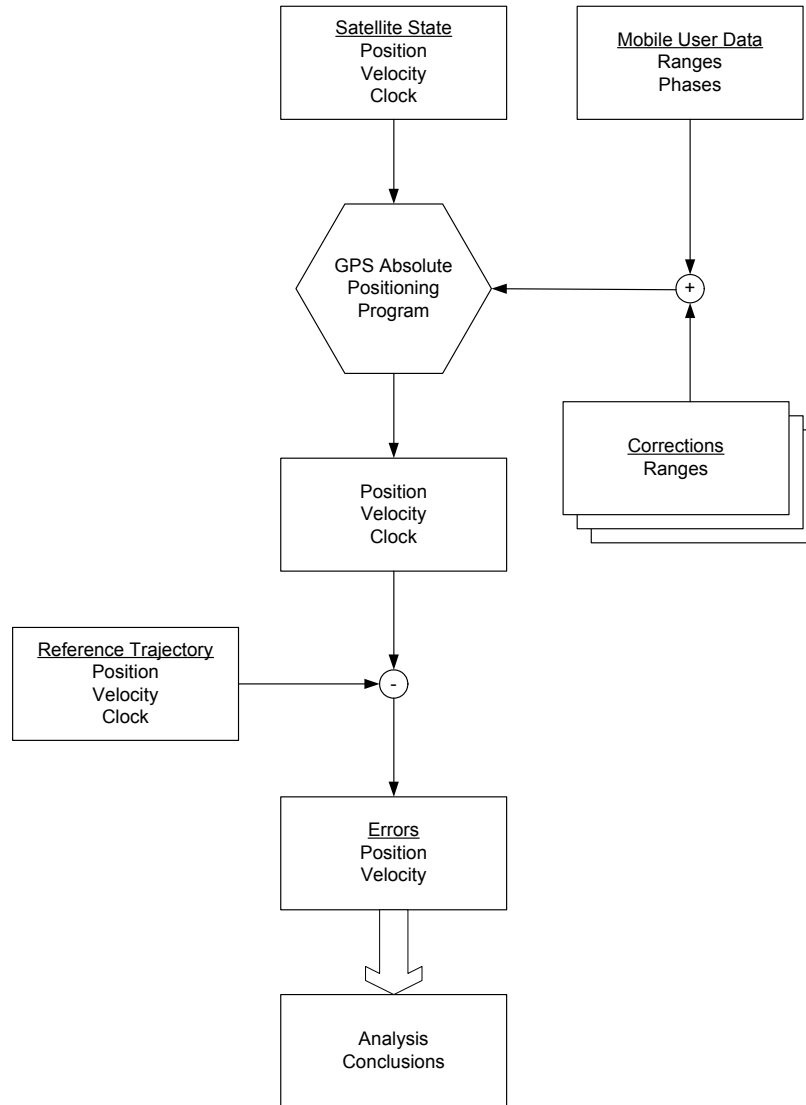 Satellite State
Position
Velocity
Clock
Mobile User Data
Ranges
Phases
GPS Absolute
Positioning
Program
+
Corrections
Ranges
Position
Velocity
Clock
Reference Trajectory
Position
Velocity
Clock
-
Errors
Position
Velocity
Analysis
Conclusions